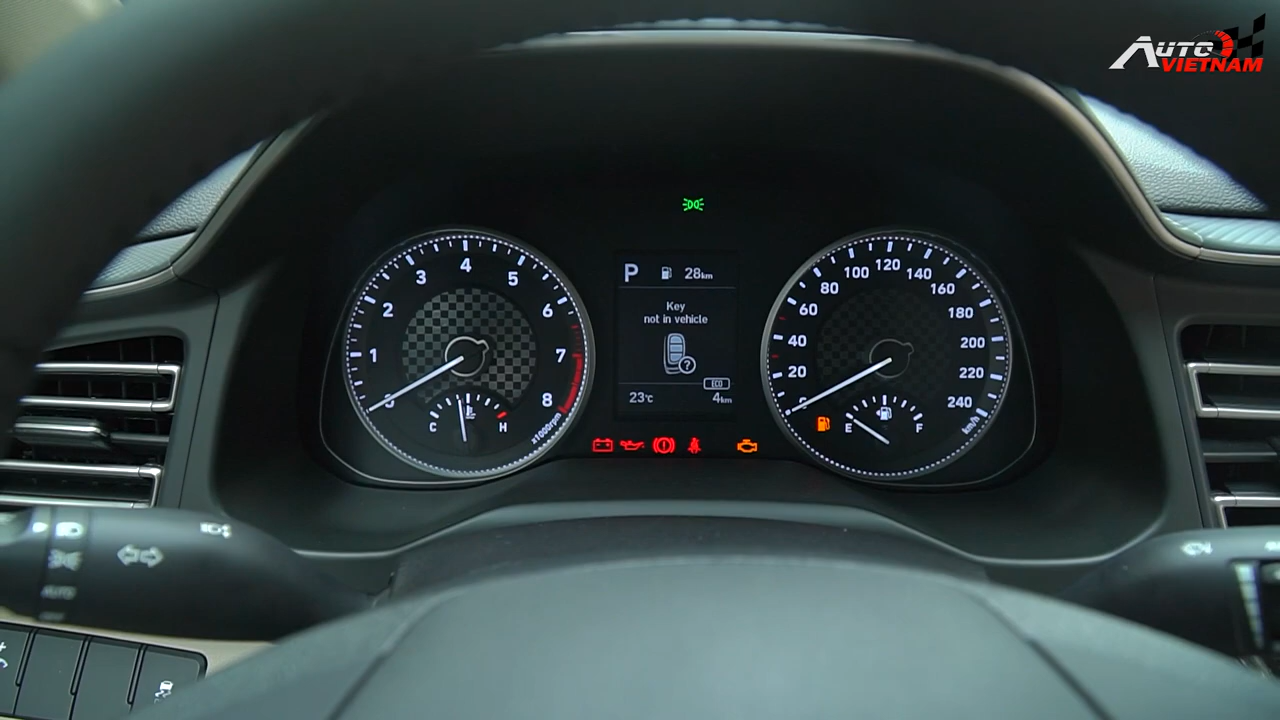 AUTO
VIETNAM
1
2
3
4
5
6
7
8
x1000rpm
C
H
P
28km
Key
not in vehicle
?
ECO
23°C
4km
20
40
60
80
100
120
140
160
180
200
220
240
km/h
E
F
AUTO